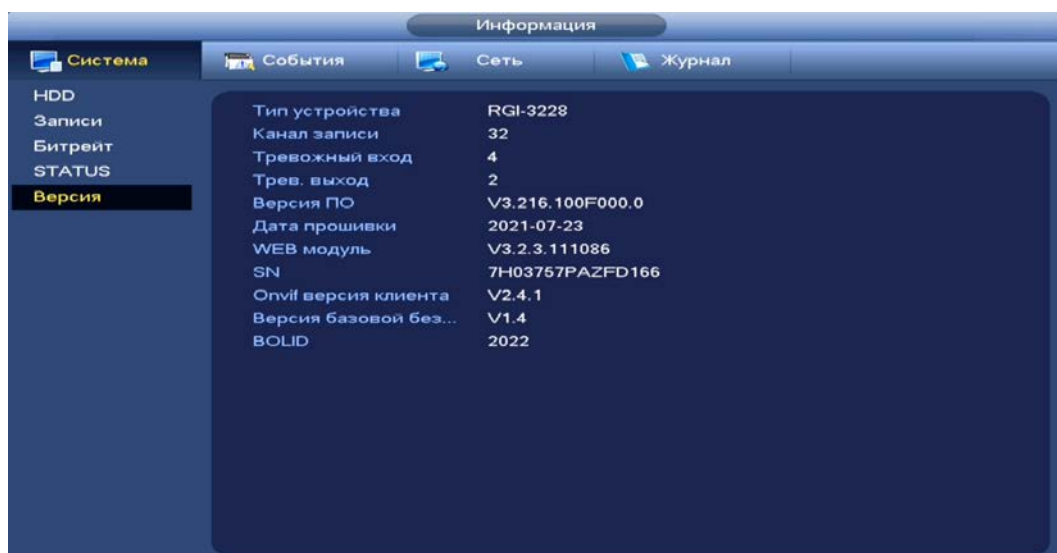 Информация
Система События Сеть Журнал
HDD
Записи
Битрейт
STATUS
Версия
Тип устройства RGI-3228
Канал записи 32
Тревожный вход 4
Трев. выход 2
Версия ПО V3.216.100F000.0
Дата прошивки 2021-07-23
WEB модуль V3.2.3.111086
SN 7H03757PAZFD166
Onvif версия клиента V2.4.1
Версия базовой без... V1.4
BOLID 2022